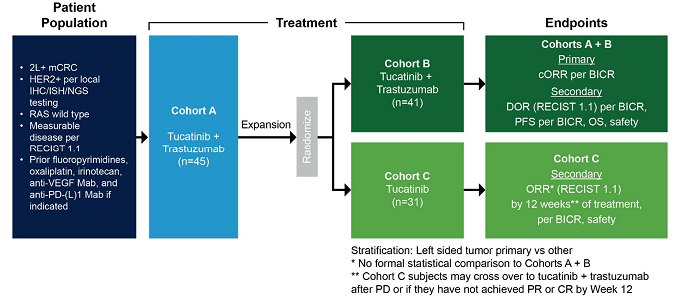 Patient
Population
Treatment
Endpoints
• 2L+ mCRC
• HER2+ per local
IHC/ISH/NGS
testing
• RAS wild type
• Measurable
disease per
RECIST 1.1
• Prior fluoropyrimidines,
oxaliplatin, irinotecan,
anti-VEGF Mab, and
anti-PD-(L)1 Mab if
indicated
Cohort A
Tucatinib +
Trastuzumab
(n=45)
Expansion
Randomize
Cohort B
Tucatinib +
Trastuzumab
(n=41)
Cohort C
Tucatinib
(n=31)
Cohorts A + B
Primary
cORR per BICR
Secondary
DOR (RECIST 1.1) per BICR,
PFS per BICR, OS, safety
Cohort C
Secondary
ORR* (RECIST 1.1)
by 12 weeks** of treatment,
per BICR, safety
Stratification: Left sided tumor primary vs other
* No formal statistical comparison to Cohorts A + B
** Cohort C subjects may cross over to tucatinib + trastuzumab
after PD or if they have not achieved PR or CR by Week 12